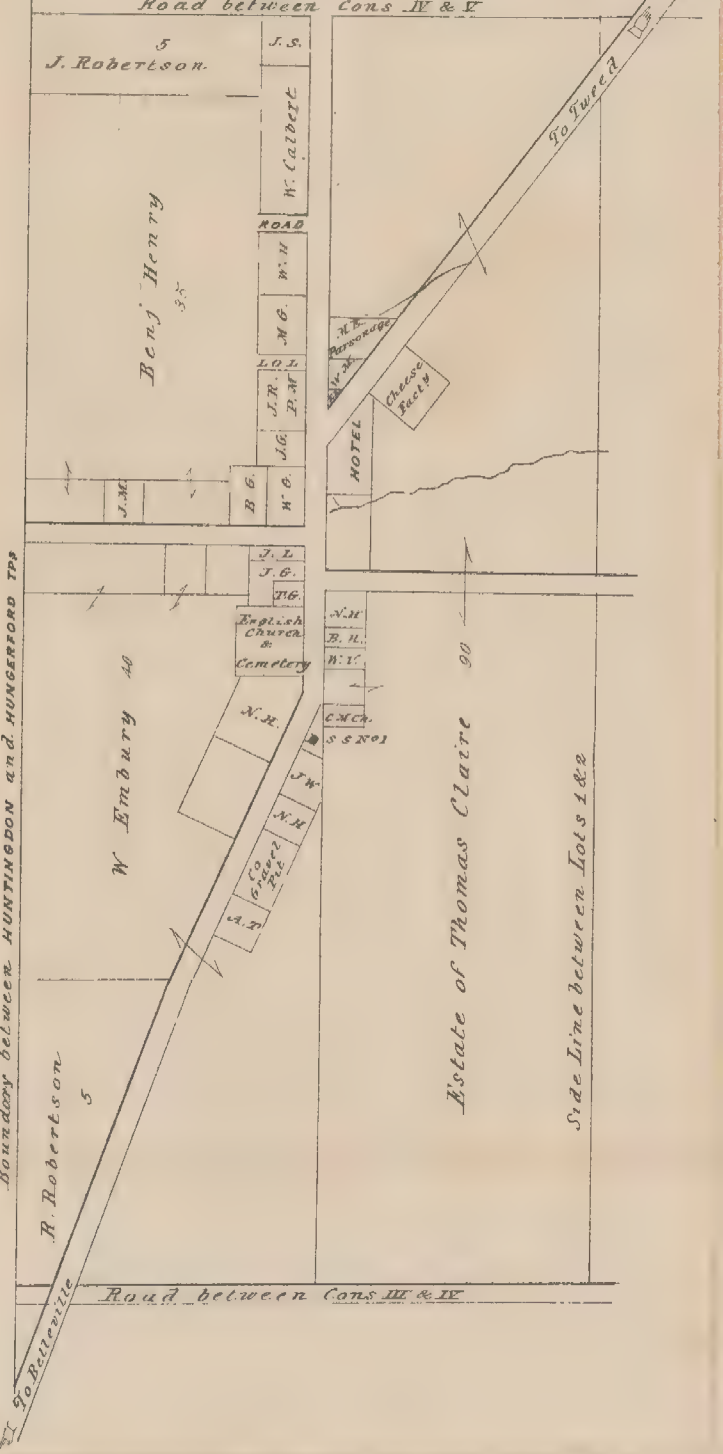 Road between Cons IV & V
5
J. Robertson.
J. S.
W. Calbert
ROAD
W. H
M G.
LOL
J. R.
P. M
J. G.
B G.
W G.
J. M.
Benj Henry
35
To Tweed
Parsonage
W M.
Cheese
Facty
HOTEL
Boundary between HUNTINGDON and HUNGERFORD TPS
J. L
J. G.
T G.
English
Church
&
Cemetery
N. H
B. H.
C M Ch.
S S No 1
N. H.
J W
N. H
Co
Gravel
Pit
A. T
W Embury 40
Estate of Thomas Claire 90
Side Line between Lots 1 & 2
R. Robertson
5
Road between Cons III & IV
To Belleville